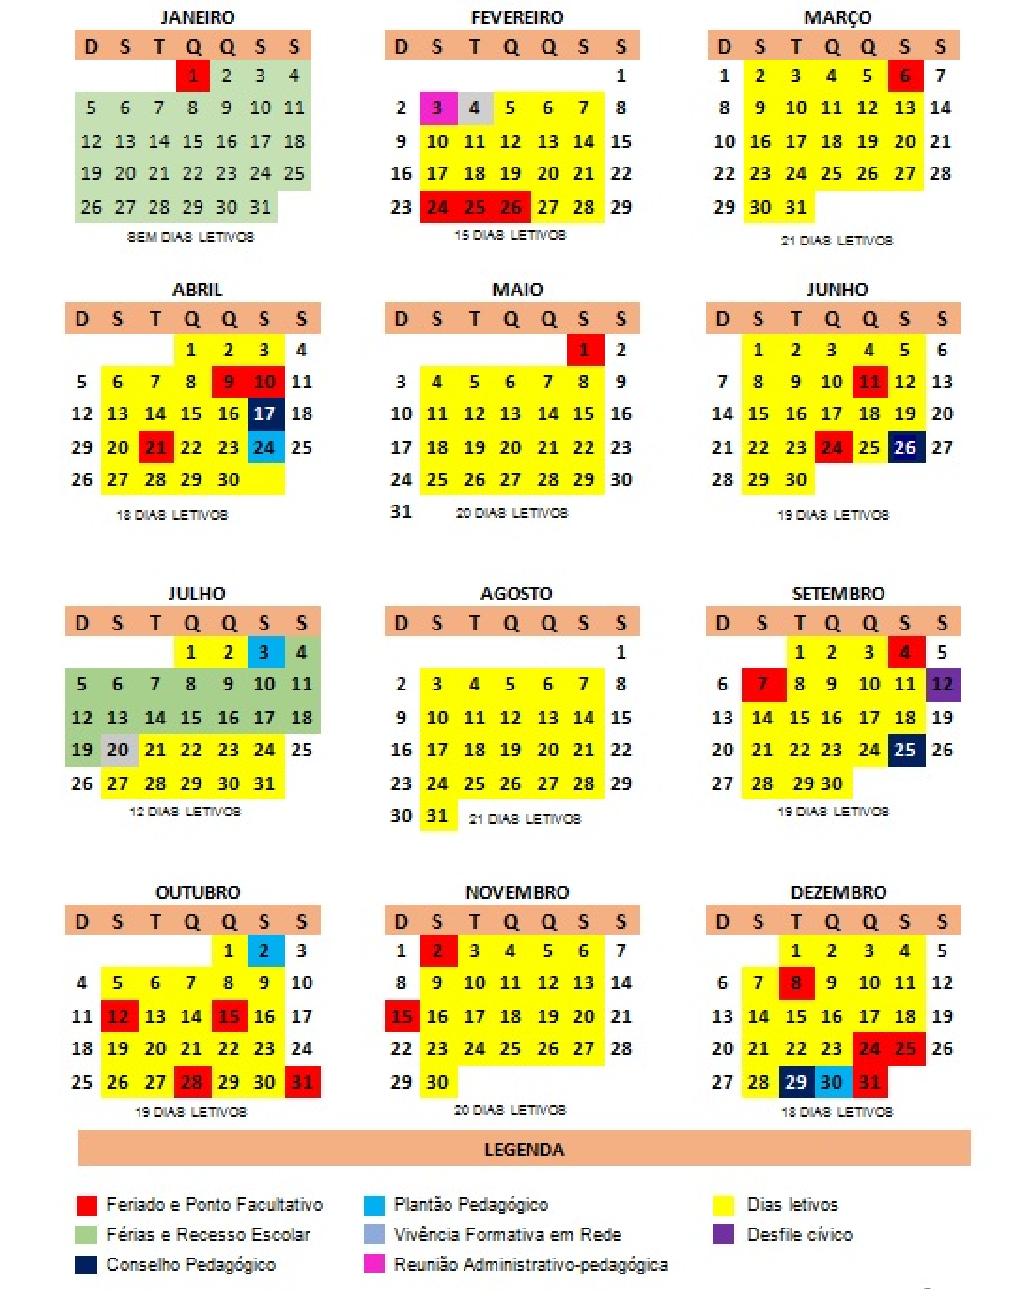 JANEIRO
D S T Q Q S S
1 2 3 4
5 6 7 8 9 10 11
12 13 14 15 16 17 18
19 20 21 22 23 24 25
26 27 28 29 30 31
SEM DIAS LETIVOS
FEVEREIRO
D S T Q Q S S
1
2 3 4 5 6 7 8
9 10 11 12 13 14 15
16 17 18 19 20 21 22
23 24 25 26 27 28 29
15 DIAS LETIVOS
MARÇO
D S T Q Q S S
1 2 3 4 5 6 7
8 9 10 11 12 13 14
10 16 17 18 19 20 21
22 23 24 25 26 27 28
29 30 31
21 DIAS LETIVOS
ABRIL
D S T Q Q S S
1 2 3 4
5 6 7 8 9 10 11
12 13 14 15 16 17 18
29 20 21 22 23 24 25
26 27 28 29 30
18 DIAS LETIVOS
MAIO
D S T Q Q S S
1 2
3 4 5 6 7 8 9
10 11 12 13 14 15 16
17 18 19 20 21 22 23
24 25 26 27 28 29 30
31 20 DIAS LETIVOS
JUNHO
D S T Q Q S S
1 2 3 4 5 6
7 8 9 10 11 12 13
14 15 16 17 18 19 20
21 22 23 24 25 26 27
28 29 30
19 DIAS LETIVOS
JULHO
D S T Q Q S S
1 2 3 4
5 6 7 8 9 10 11
12 13 14 15 16 17 18
19 20 21 22 23 24 25
26 27 28 29 30 31
12 DIAS LETIVOS
AGOSTO
D S T Q Q S S
1
2 3 4 5 6 7 8
9 10 11 12 13 14 15
16 17 18 19 20 21 22
23 24 25 26 27 28 29
30 31 21 DIAS LETIVOS
SETEMBRO
D S T Q Q S S
1 2 3 4 5
6 7 8 9 10 11 12
13 14 15 16 17 18 19
20 21 22 23 24 25 26
27 28 29 30
19 DIAS LETIVOS
OUTUBRO
D S T Q Q S S
1 2 3
4 5 6 7 8 9 10
11 12 13 14 15 16 17
18 19 20 21 22 23 24
25 26 27 28 29 30 31
19 DIAS LETIVOS
NOVEMBRO
D S T Q Q S S
1 2 3 4 5 6 7
8 9 10 11 12 13 14
15 16 17 18 19 20 21
22 23 24 25 26 27 28
29 30
20 DIAS LETIVOS
DEZEMBRO
D S T Q Q S S
1 2 3 4 5
6 7 8 9 10 11 12
13 14 15 16 17 18 19
20 21 22 23 24 25 26
27 28 29 30 31
18 DIAS LETIVOS
LEGENDA
Feriado e Ponto Facultativo
Férias e Recesso Escolar
Conselho Pedagógico
Plantão Pedagógico
Vivência Formativa em Rede
Reunião Administrativo-pedagógica
Dias letivos
Desfile cívico